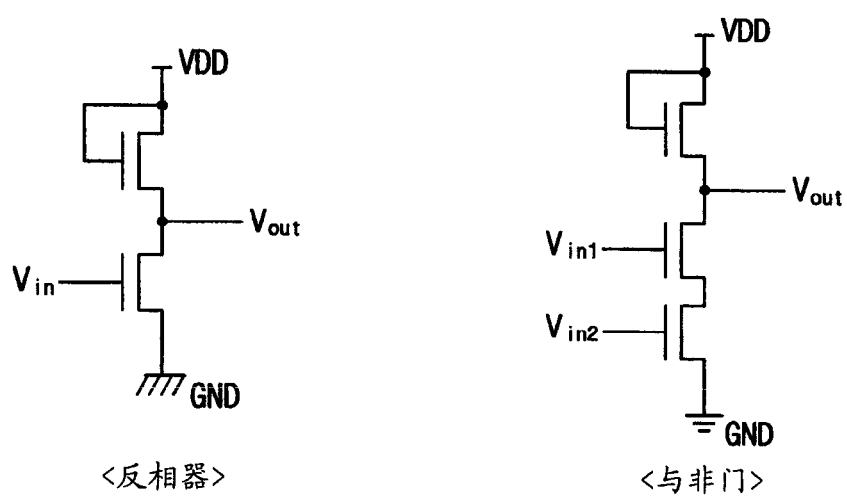 VDD
Vout
Vin
GND
<反相器>
VDD
Vout
Vin1
Vin2
GND
<与非门>